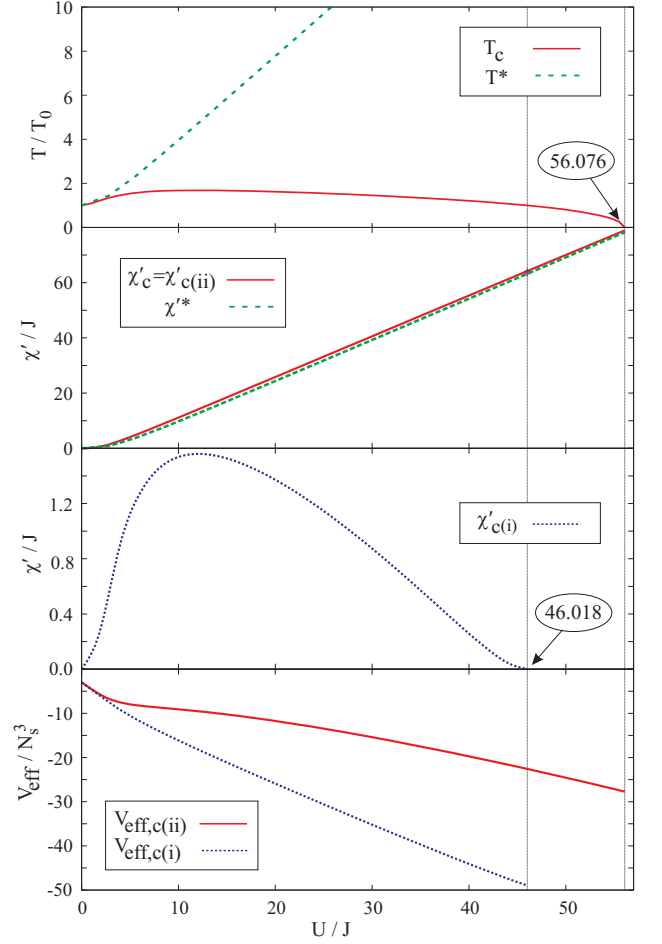 10
8
6
4
2
0
T / T0
Tc
T*
56.076
60
40
20
0
χ′ / J
χ′c=χ′c(ii)
χ′*
1.2
0.8
0.4
0.0
χ′ / J
χ′c(i)
46.018
-10
-20
-30
-40
-50
Veff / Ns³
Veff,c(ii)
Veff,c(i)
0 10 20 30 40 50
U / J